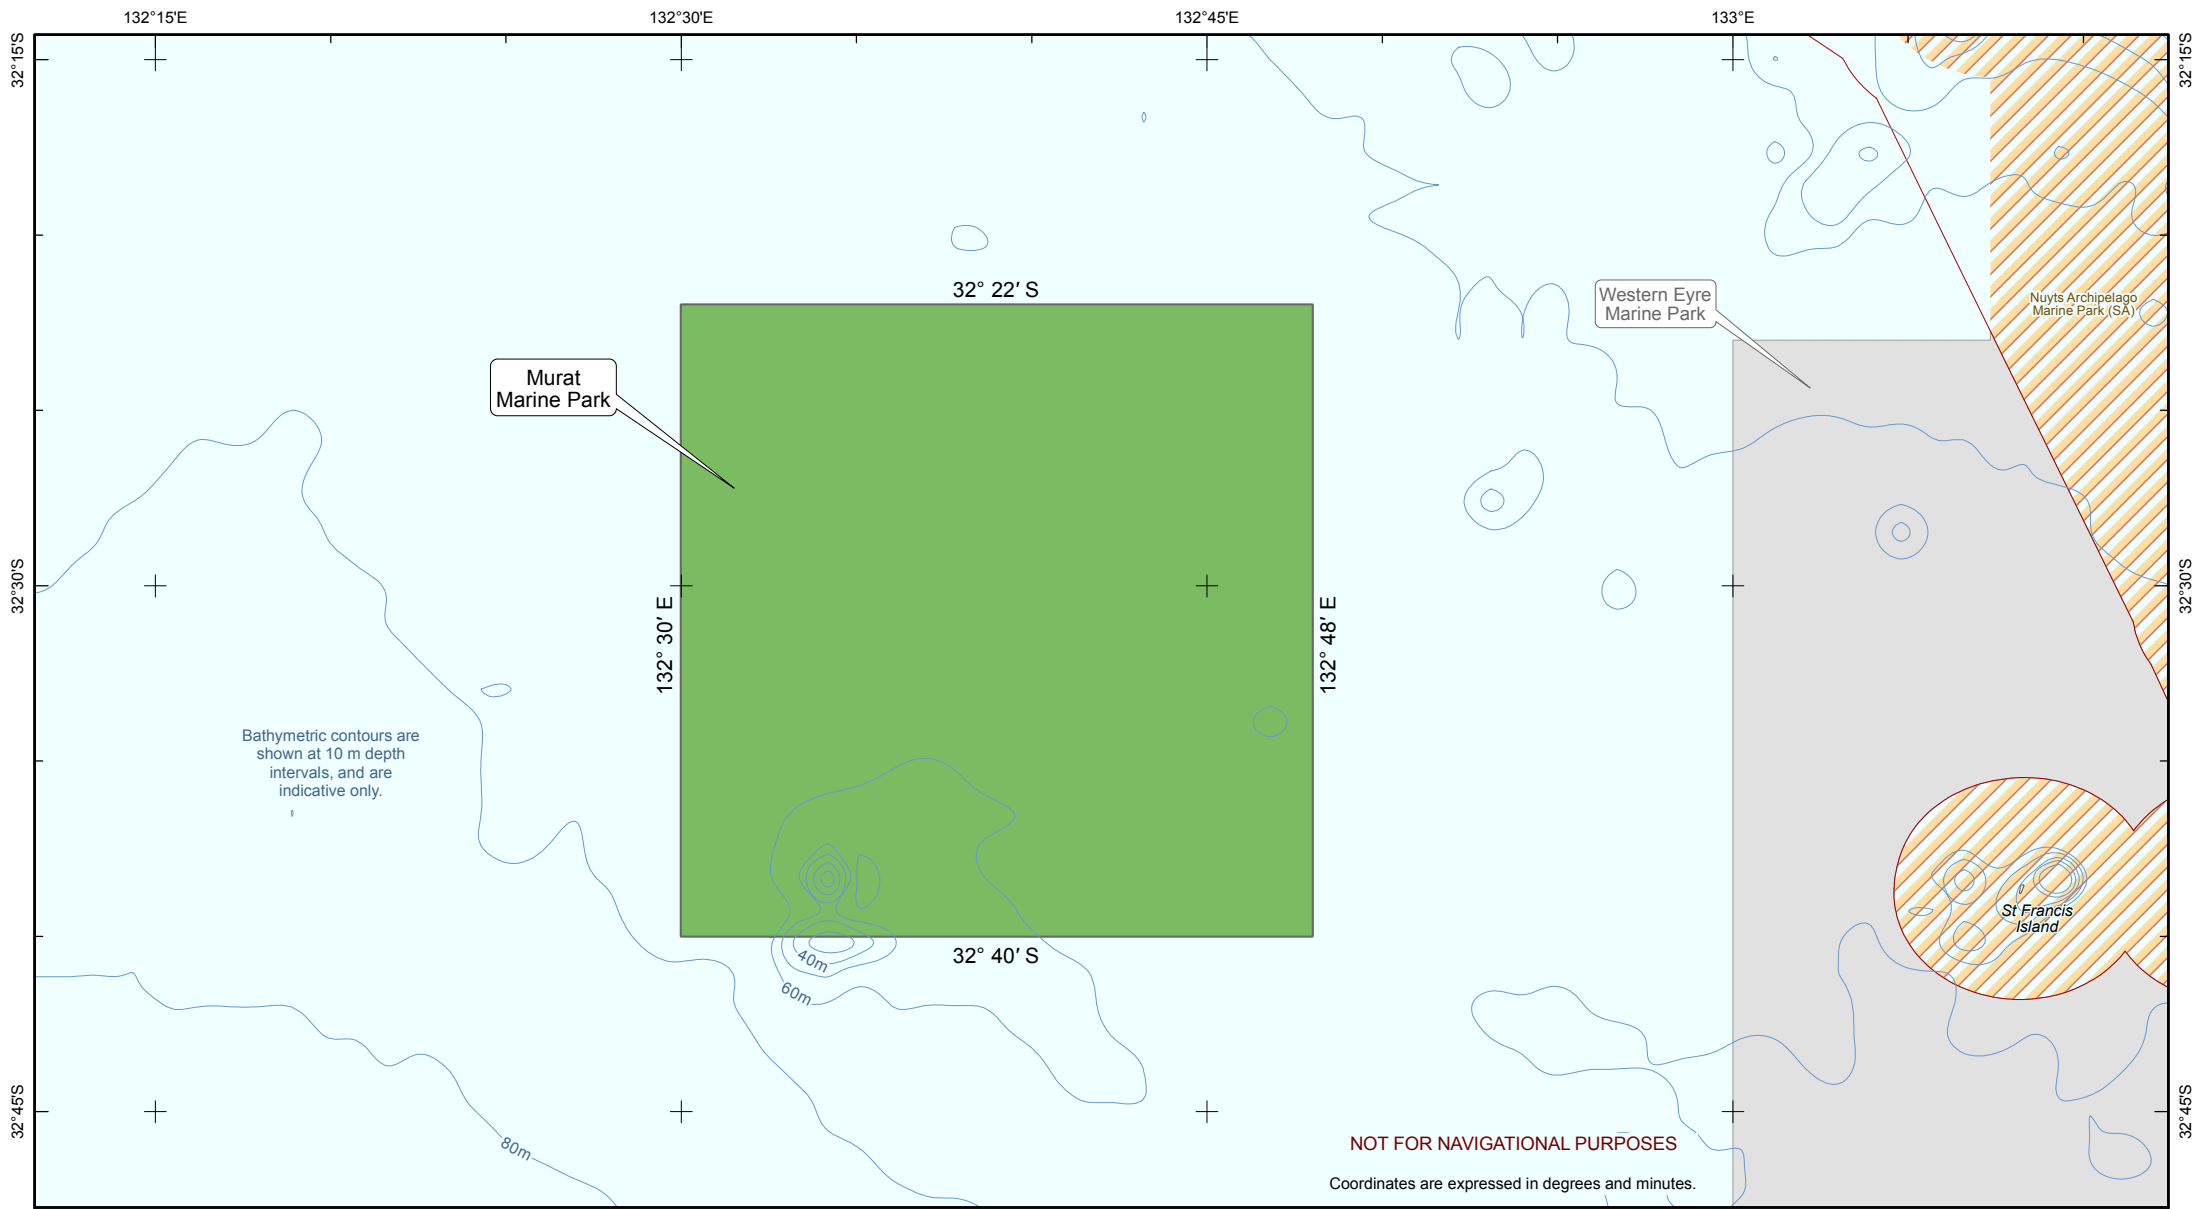 132°15'E
132°30'E
132°45'E
133°E
32°15'S
32°15'S
32° 22' S
Western Eyre
Marine Park
Nuyts Archipelago
Marine Park (SA)
Murat
Marine Park
32°30'S
32°30'S
132° 30' E
132° 48' E
Bathymetric contours are
shown at 10 m depth
intervals, and are
indicative only.
St Francis
Island
32° 40' S
40m
60m
80m
32°45'S
32°45'S
NOT FOR NAVIGATIONAL PURPOSES
Coordinates are expressed in degrees and minutes.